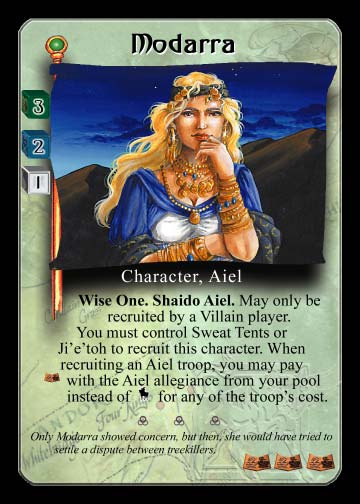 Modarra
3
2
1
Character, Aiel
Wise One. Shaido Aiel. May only be
recruited by a Villain player.
You must control Sweat Tents or
Ji'e'toh to recruit this character. When
recruiting an Aiel troop, you may pay
with the Aiel allegiance from your pool
instead of for any of the troop's cost.
Only Modarra showed concern, but then, she would have tried to
settle a dispute between treekillers.